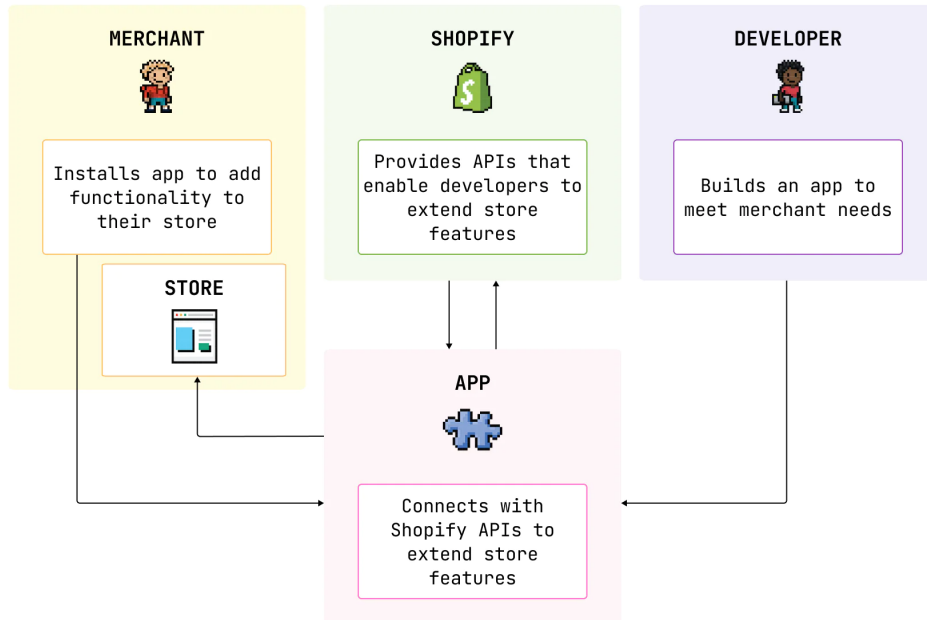 MERCHANT
Installs app to add
functionality to
their store
STORE
SHOPIFY
Provides APIs that
enable developers to
extend store
features
DEVELOPER
Builds an app to
meet merchant needs
APP
Connects with
Shopify APIs to
extend store
features